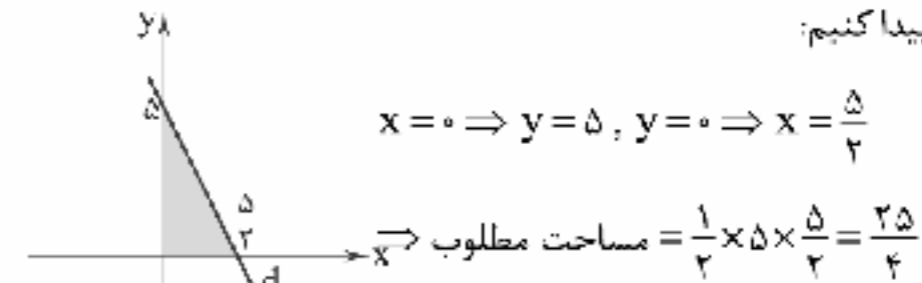 پیدا کنیم:
y
۵
x = ۰ ⇒ y = ۵ , y = ۰ ⇒ x = ۵/۲
۵/۲
x
⇒ مساحت مطلوب = ۱/۲ × ۵ × ۵/۲ = ۲۵/۴
d